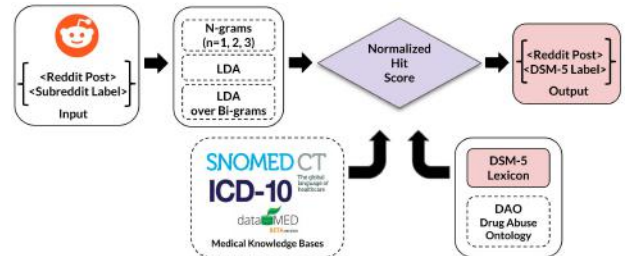 <Reddit Post>
<Subreddit Label>
Input
N-grams
(n=1, 2, 3)
LDA
LDA
over Bi-grams
Normalized
Hit
Score
<Reddit Post>
<DSM-5 Label>
Output
SNOMED CT
The global
language of
healthcare
ICD-10
dataMED
BETA version
Medical Knowledge Bases
DSM-5
Lexicon
DAO
Drug Abuse
Ontology